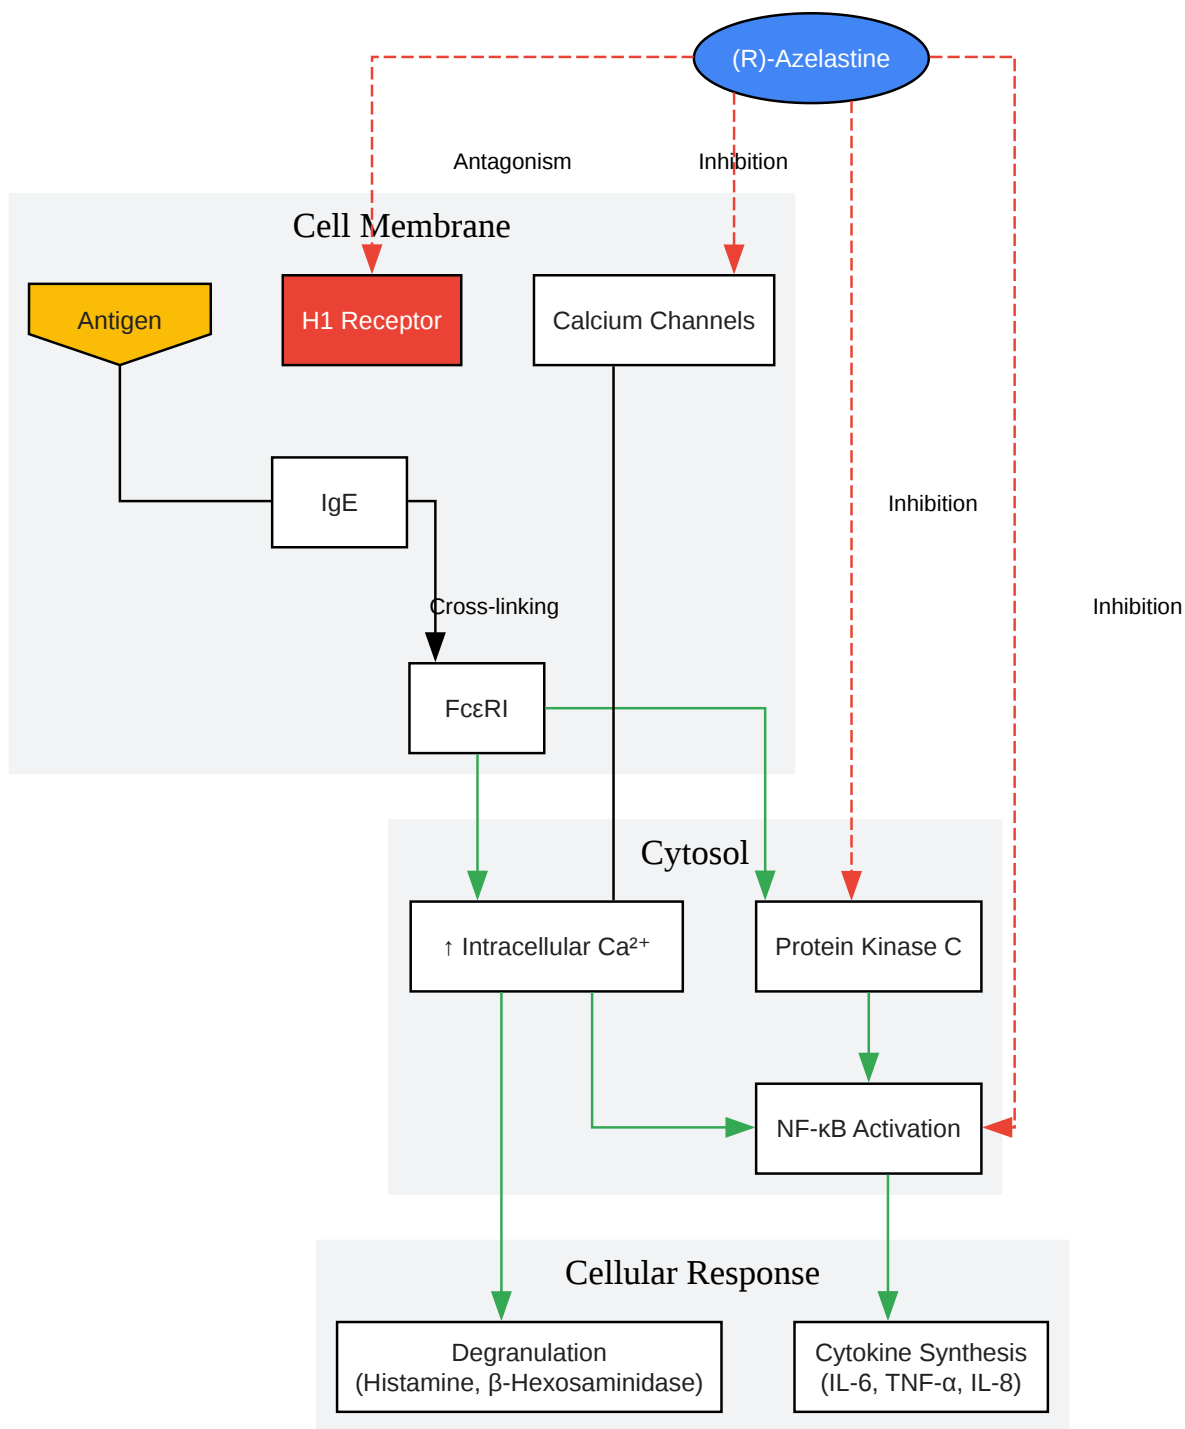 (R)-Azelastine
Antagonism
Inhibition
Cell Membrane
Antigen
H1 Receptor
Calcium Channels
IgE
Inhibition
Cross-linking
Inhibition
FcεRI
Cytosol
↑ Intracellular Ca²⁺
Protein Kinase C
NF-κB Activation
Cellular Response
Degranulation
(Histamine, β-Hexosaminidase)
Cytokine Synthesis
(IL-6, TNF-α, IL-8)